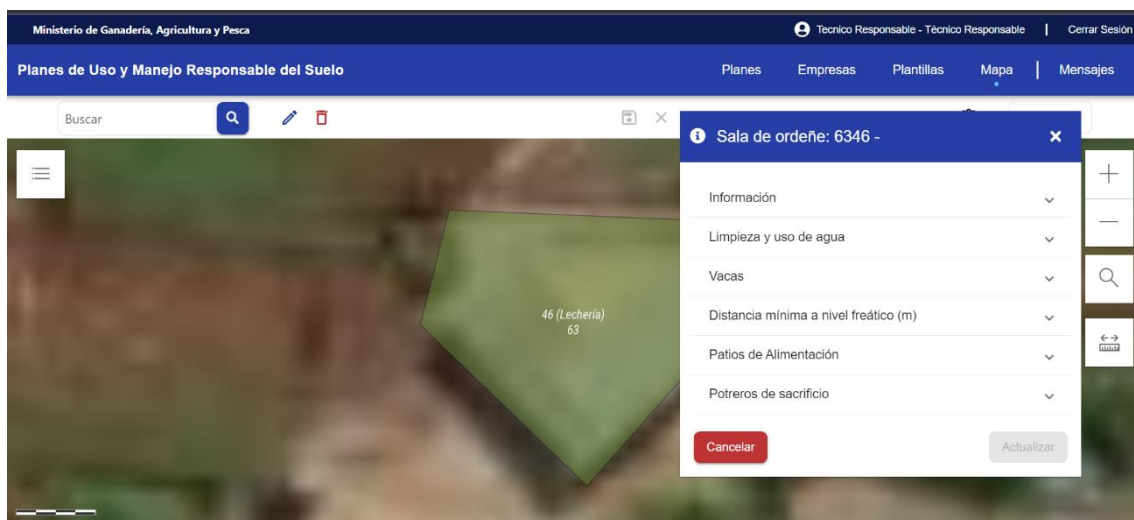 Ministerio de Ganadería, Agricultura y Pesca
Tecnico Responsable - Técnico Responsable | Cerrar Sesión
Planes de Uso y Manejo Responsable del Suelo
Planes Empresas Plantillas Mapa | Mensajes
Buscar
Sala de ordeñe: 6346 -
Información
Limpieza y uso de agua
Vacas
Distancia mínima a nivel freático (m)
Patios de Alimentación
Potreros de sacrificio
Cancelar Actualizar
46 (Lechería)
63